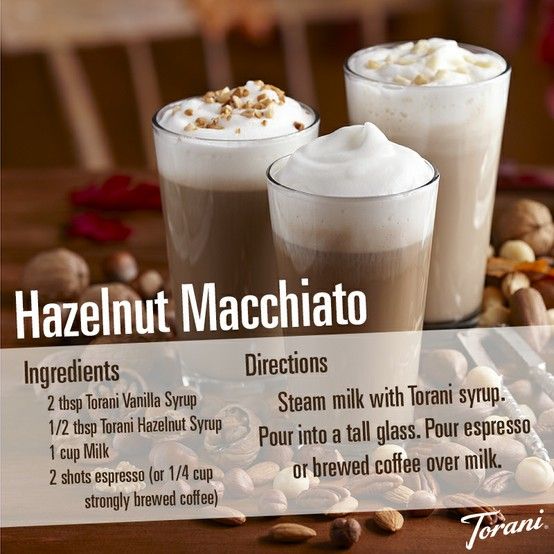 Hazelnut Macchiato
Ingredients
2 tbsp Torani Vanilla Syrup
1/2 tbsp Torani Hazelnut Syrup
1 cup Milk
2 shots espresso (or 1/4 cup
strongly brewed coffee)
Directions
Steam milk with Torani syrup.
Pour into a tall glass. Pour espresso
or brewed coffee over milk.
Torani®